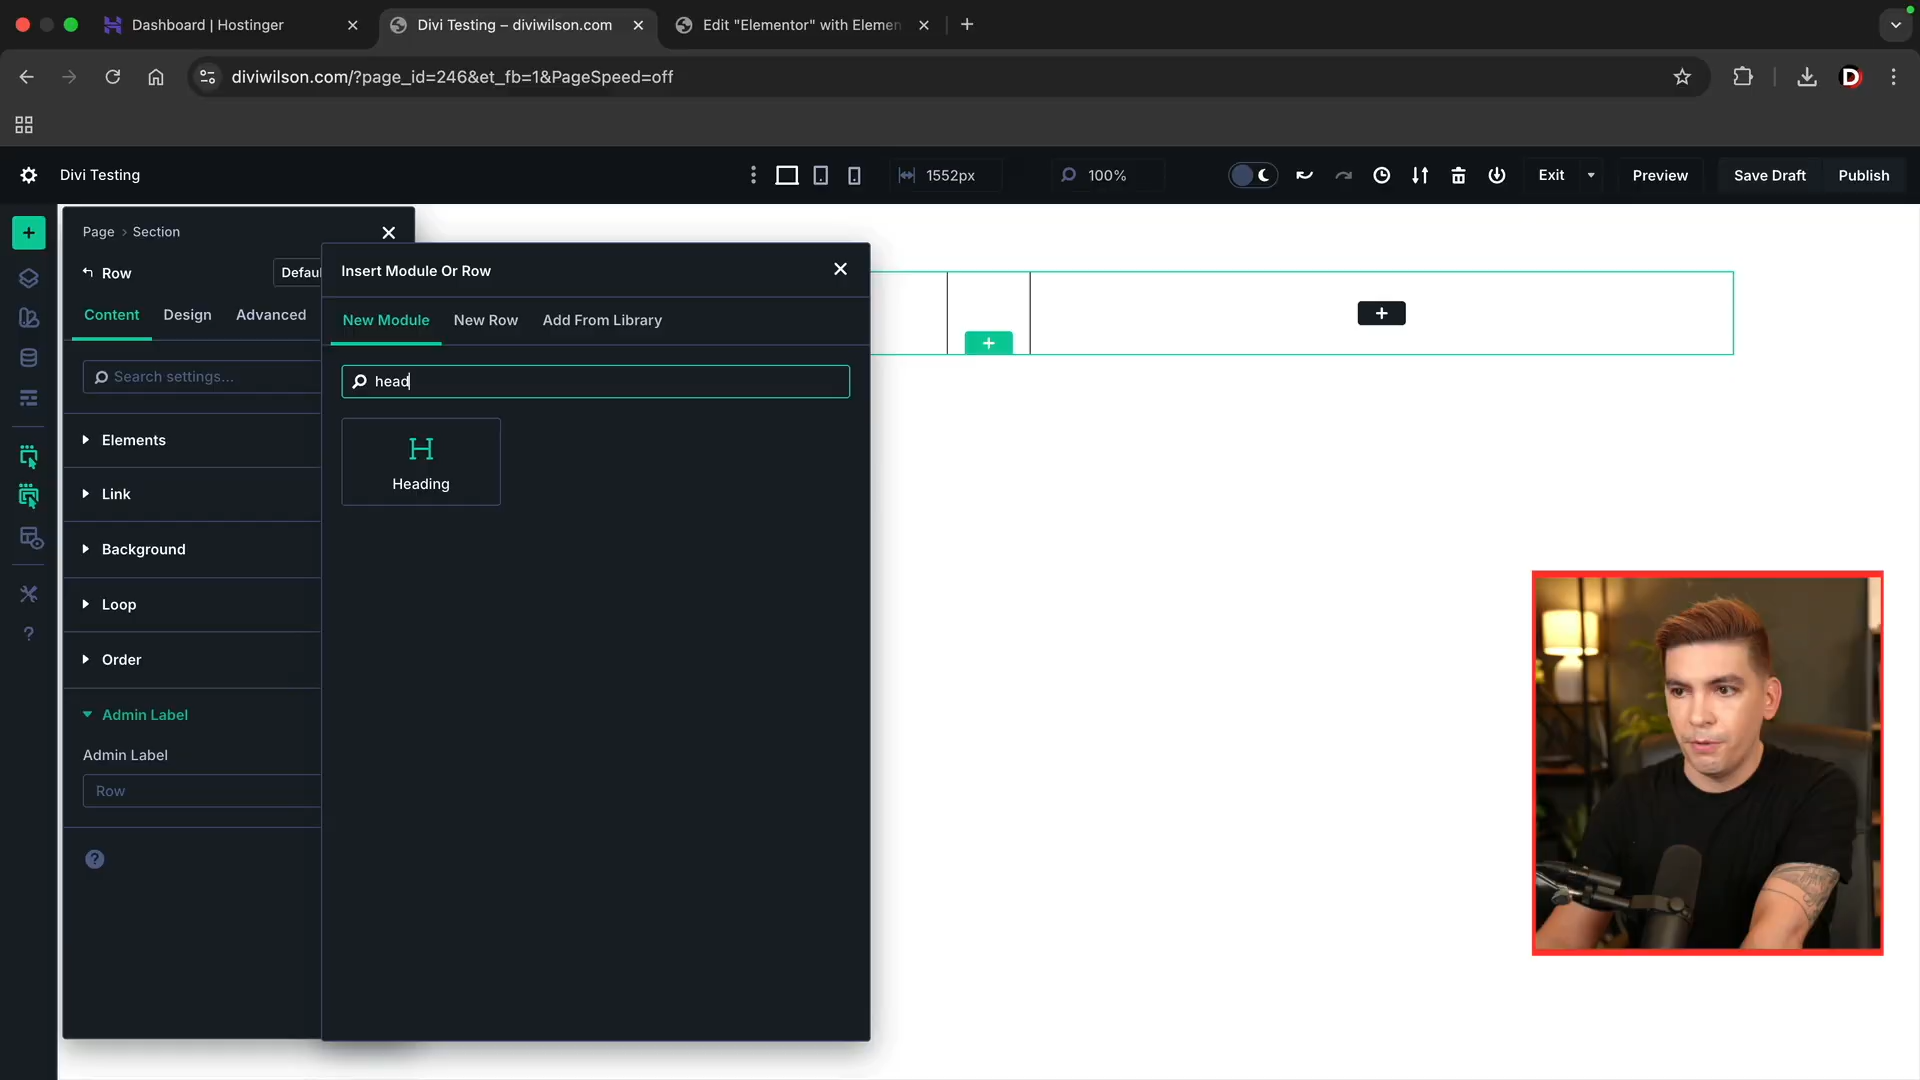 Dashboard | Hostinger
Divi Testing – diviwilson.com
Edit "Elementor" with Elemen
diviwilson.com/?page_id=246&et_fb=1&PageSpeed=off
D
Divi Testing
1552px
100%
Exit
Preview
Save Draft
Publish
Page > Section
Row
Defaul
Content
Design
Advanced
Search settings...
Elements
Link
Background
Loop
Order
Admin Label
Admin Label
Row
Insert Module Or Row
New Module
New Row
Add From Library
head
H
Heading